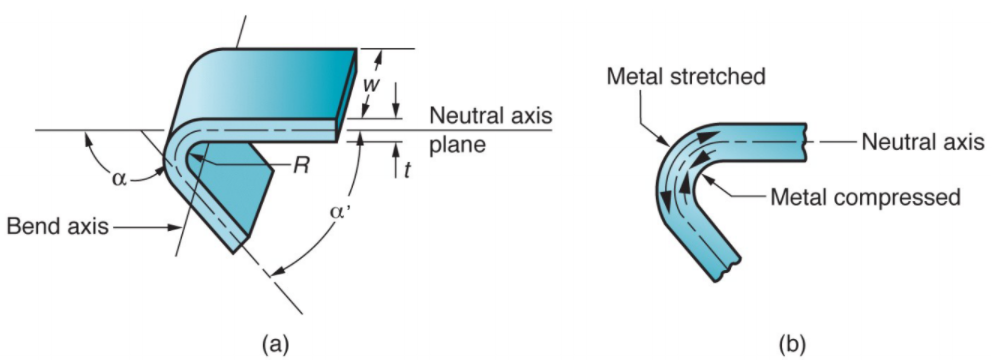 w
Neutral axis
plane
R
t
α
α'
Bend axis
(a)
Metal stretched
Neutral axis
Metal compressed
(b)